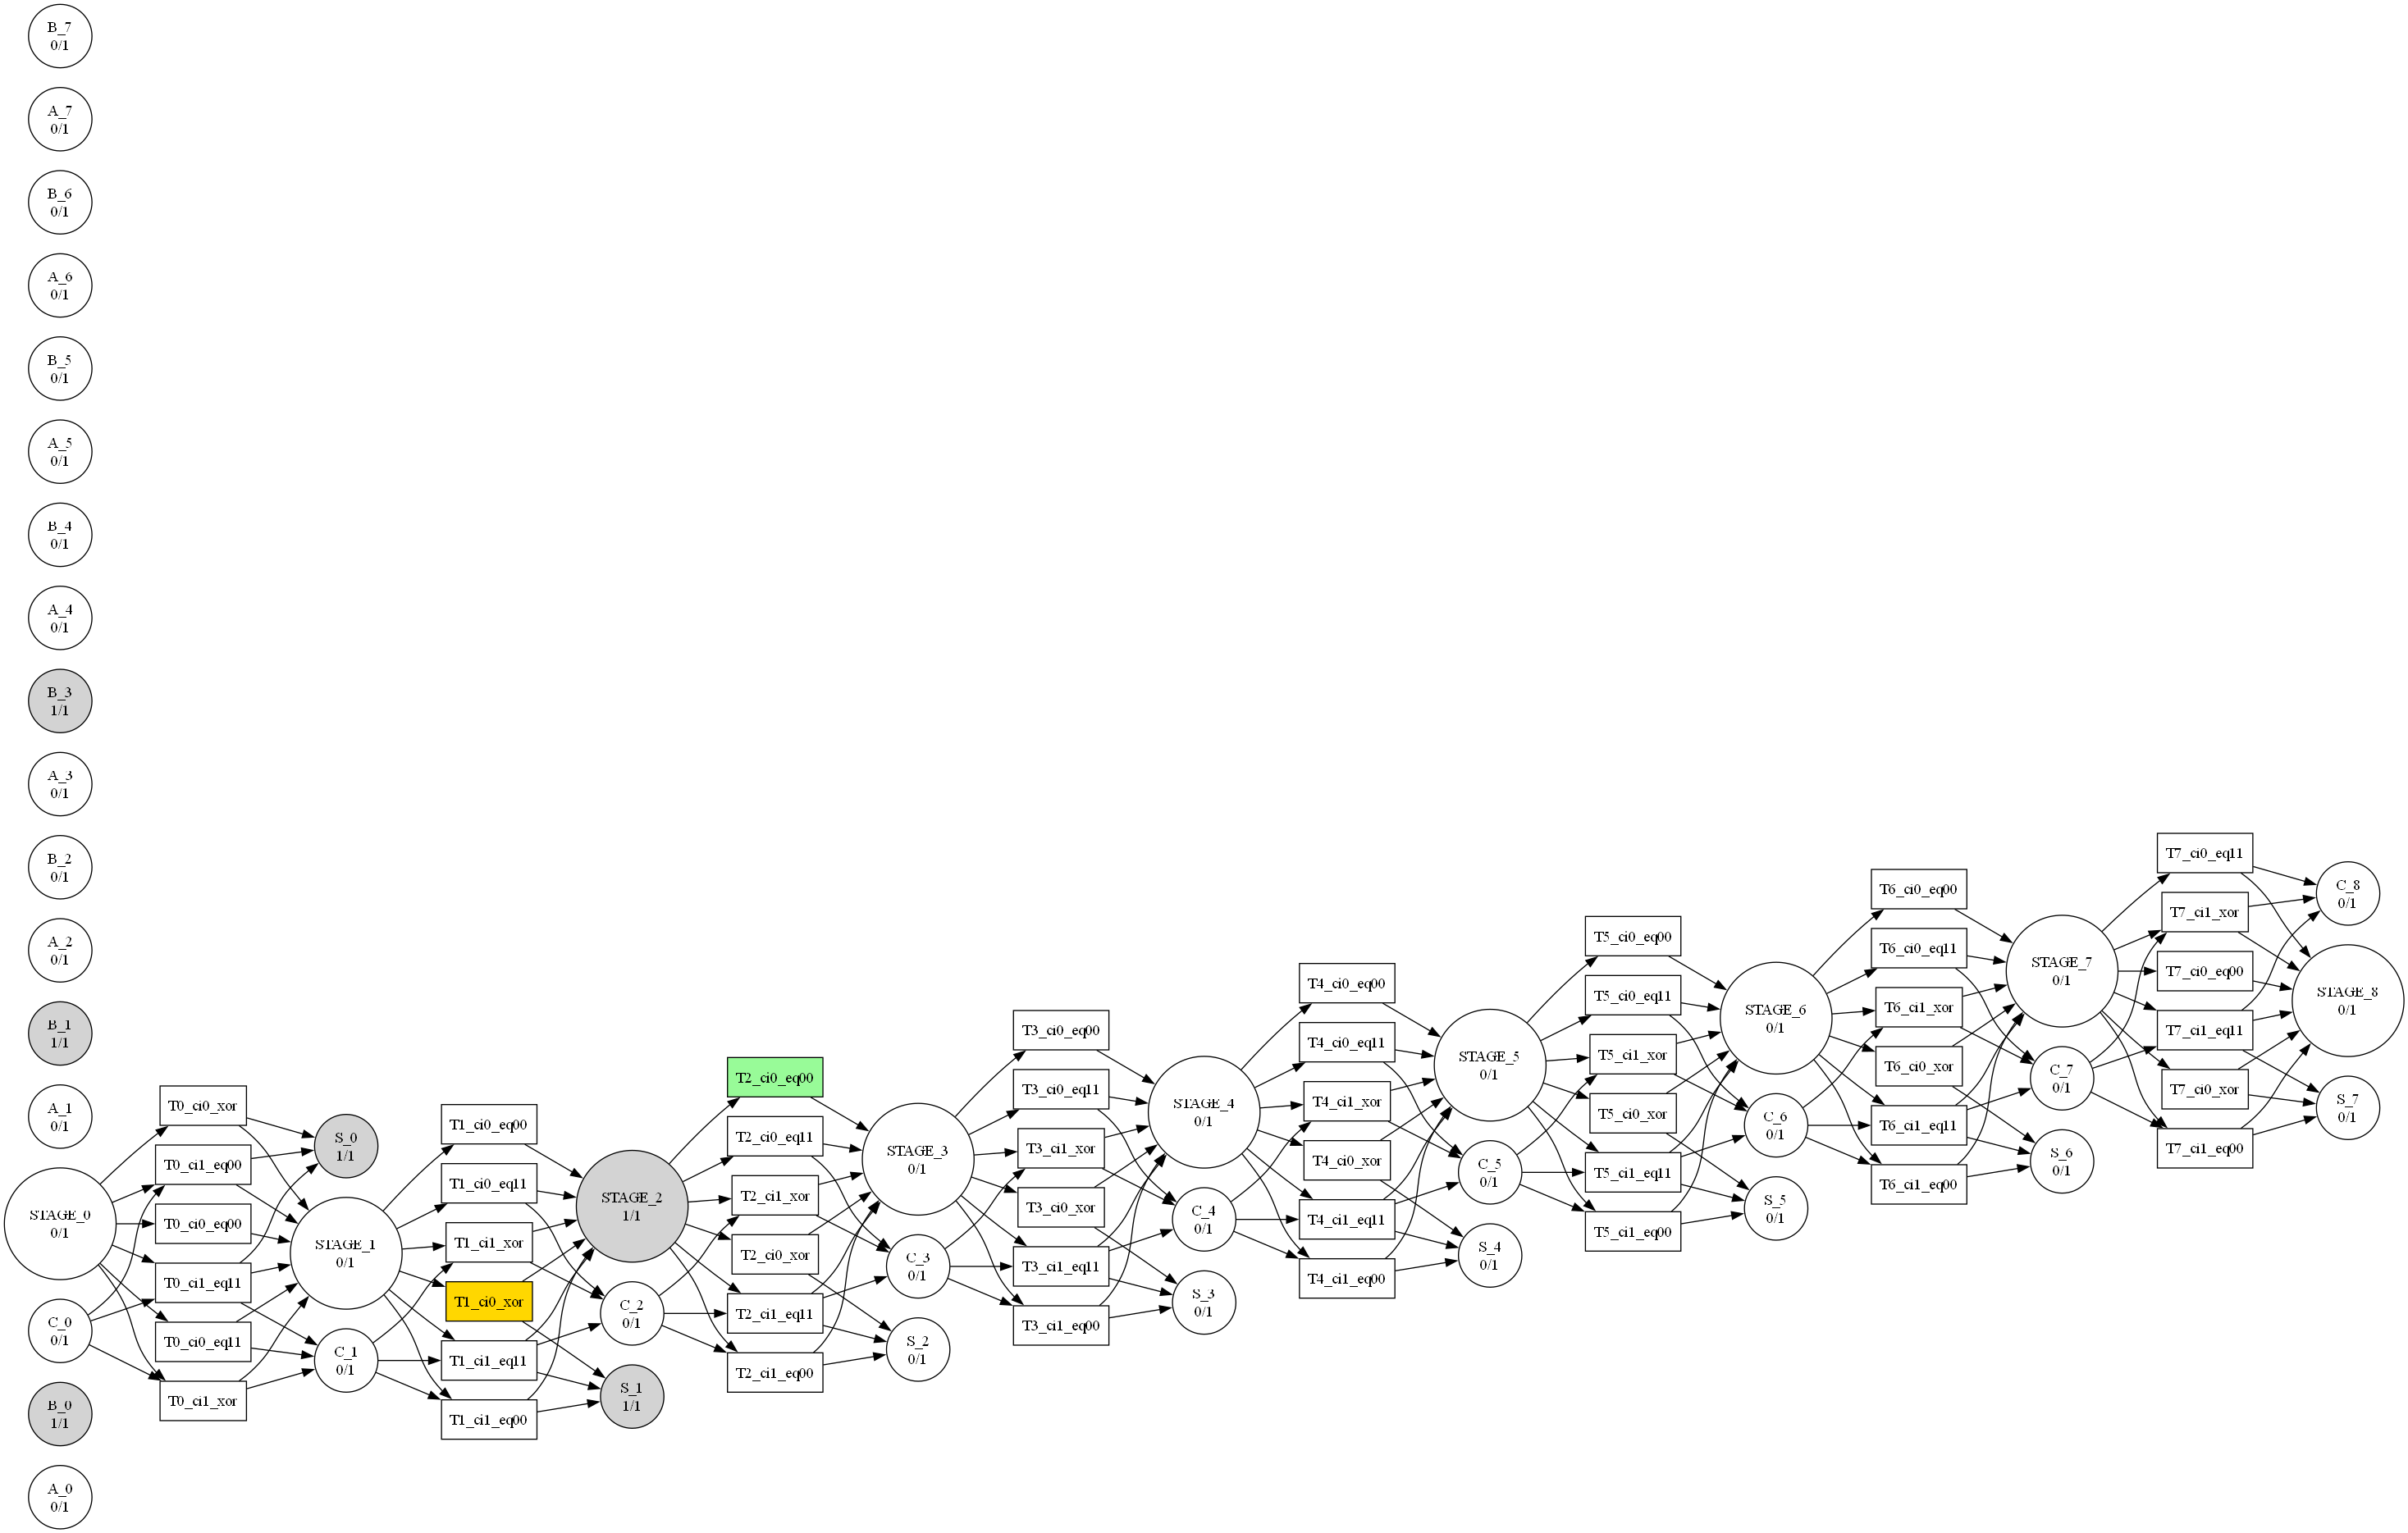 B_7
0/1
A_7
0/1
B_6
0/1
A_6
0/1
B_5
0/1
A_5
0/1
B_4
0/1
A_4
0/1
B_3
1/1
A_3
0/1
B_2
0/1
A_2
0/1
B_1
1/1
A_1
0/1
STAGE_0
0/1
C_0
0/1
B_0
1/1
A_0
0/1
T0_ci0_xor
T0_ci1_eq00
T0_ci0_eq00
T0_ci1_eq11
T0_ci0_eq11
T0_ci1_xor
S_0
1/1
STAGE_1
0/1
C_1
0/1
T1_ci0_eq00
T1_ci0_eq11
T1_ci1_xor
T1_ci0_xor
T1_ci1_eq11
T1_ci1_eq00
STAGE_2
1/1
C_2
0/1
S_1
1/1
T2_ci0_eq00
T2_ci0_eq11
T2_ci1_xor
T2_ci0_xor
T2_ci1_eq11
T2_ci1_eq00
STAGE_3
0/1
C_3
0/1
S_2
0/1
T3_ci0_eq00
T3_ci0_eq11
T3_ci1_xor
T3_ci0_xor
T3_ci1_eq11
T3_ci1_eq00
STAGE_4
0/1
C_4
0/1
S_3
0/1
T4_ci0_eq00
T4_ci0_eq11
T4_ci1_xor
T4_ci0_xor
T4_ci1_eq11
T4_ci1_eq00
STAGE_5
0/1
C_5
0/1
S_4
0/1
T5_ci0_eq00
T5_ci0_eq11
T5_ci1_xor
T5_ci0_xor
T5_ci1_eq11
T5_ci1_eq00
STAGE_6
0/1
C_6
0/1
S_5
0/1
T6_ci0_eq00
T6_ci0_eq11
T6_ci1_xor
T6_ci0_xor
T6_ci1_eq11
T6_ci1_eq00
STAGE_7
0/1
C_7
0/1
S_6
0/1
T7_ci0_eq11
T7_ci1_xor
T7_ci0_eq00
T7_ci1_eq11
T7_ci0_xor
T7_ci1_eq00
C_8
0/1
STAGE_8
0/1
S_7
0/1